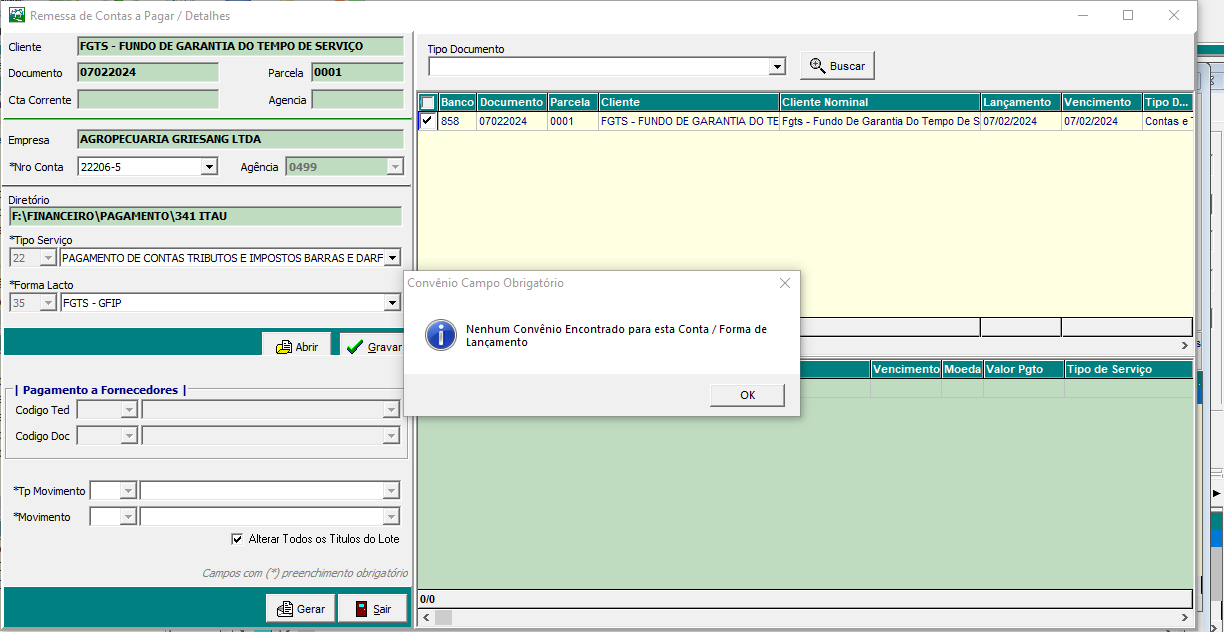 Remessa de Contas a Pagar / Detalhes
Cliente FGTS - FUNDO DE GARANTIA DO TEMPO DE SERVIÇO
Documento 07022024 Parcela 0001
Cta Corrente Agencia
Empresa AGROPECUARIA GRIESANG LTDA
*Nro Conta 22206-5 Agência 0499
Diretório
F:\FINANCEIRO\PAGAMENTO\341 ITAU
*Tipo Serviço
22 PAGAMENTO DE CONTAS TRIBUTOS E IMPOSTOS BARRAS E DARF
*Forma Lacto
35 FGTS - GFIP
Abrir Gravar
| Pagamento a Fornecedores |
Codigo Ted
Codigo Doc
*Tp Movimento
*Movimento
Alterar Todos os Titulos do Lote
Campos com (*) preenchimento obrigatório
Gerar Sair
Tipo Documento
Buscar
Banco Documento Parcela Cliente Cliente Nominal Lançamento Vencimento Tipo D...
858 07022024 0001 FGTS - FUNDO DE GARANTIA DO TE Fgts - Fundo De Garantia Do Tempo De S 07/02/2024 07/02/2024 Contas e
Convênio Campo Obrigatório
Nenhum Convênio Encontrado para esta Conta / Forma de
Lançamento
OK
Vencimento Moeda Valor Pgto Tipo de Serviço
0/0